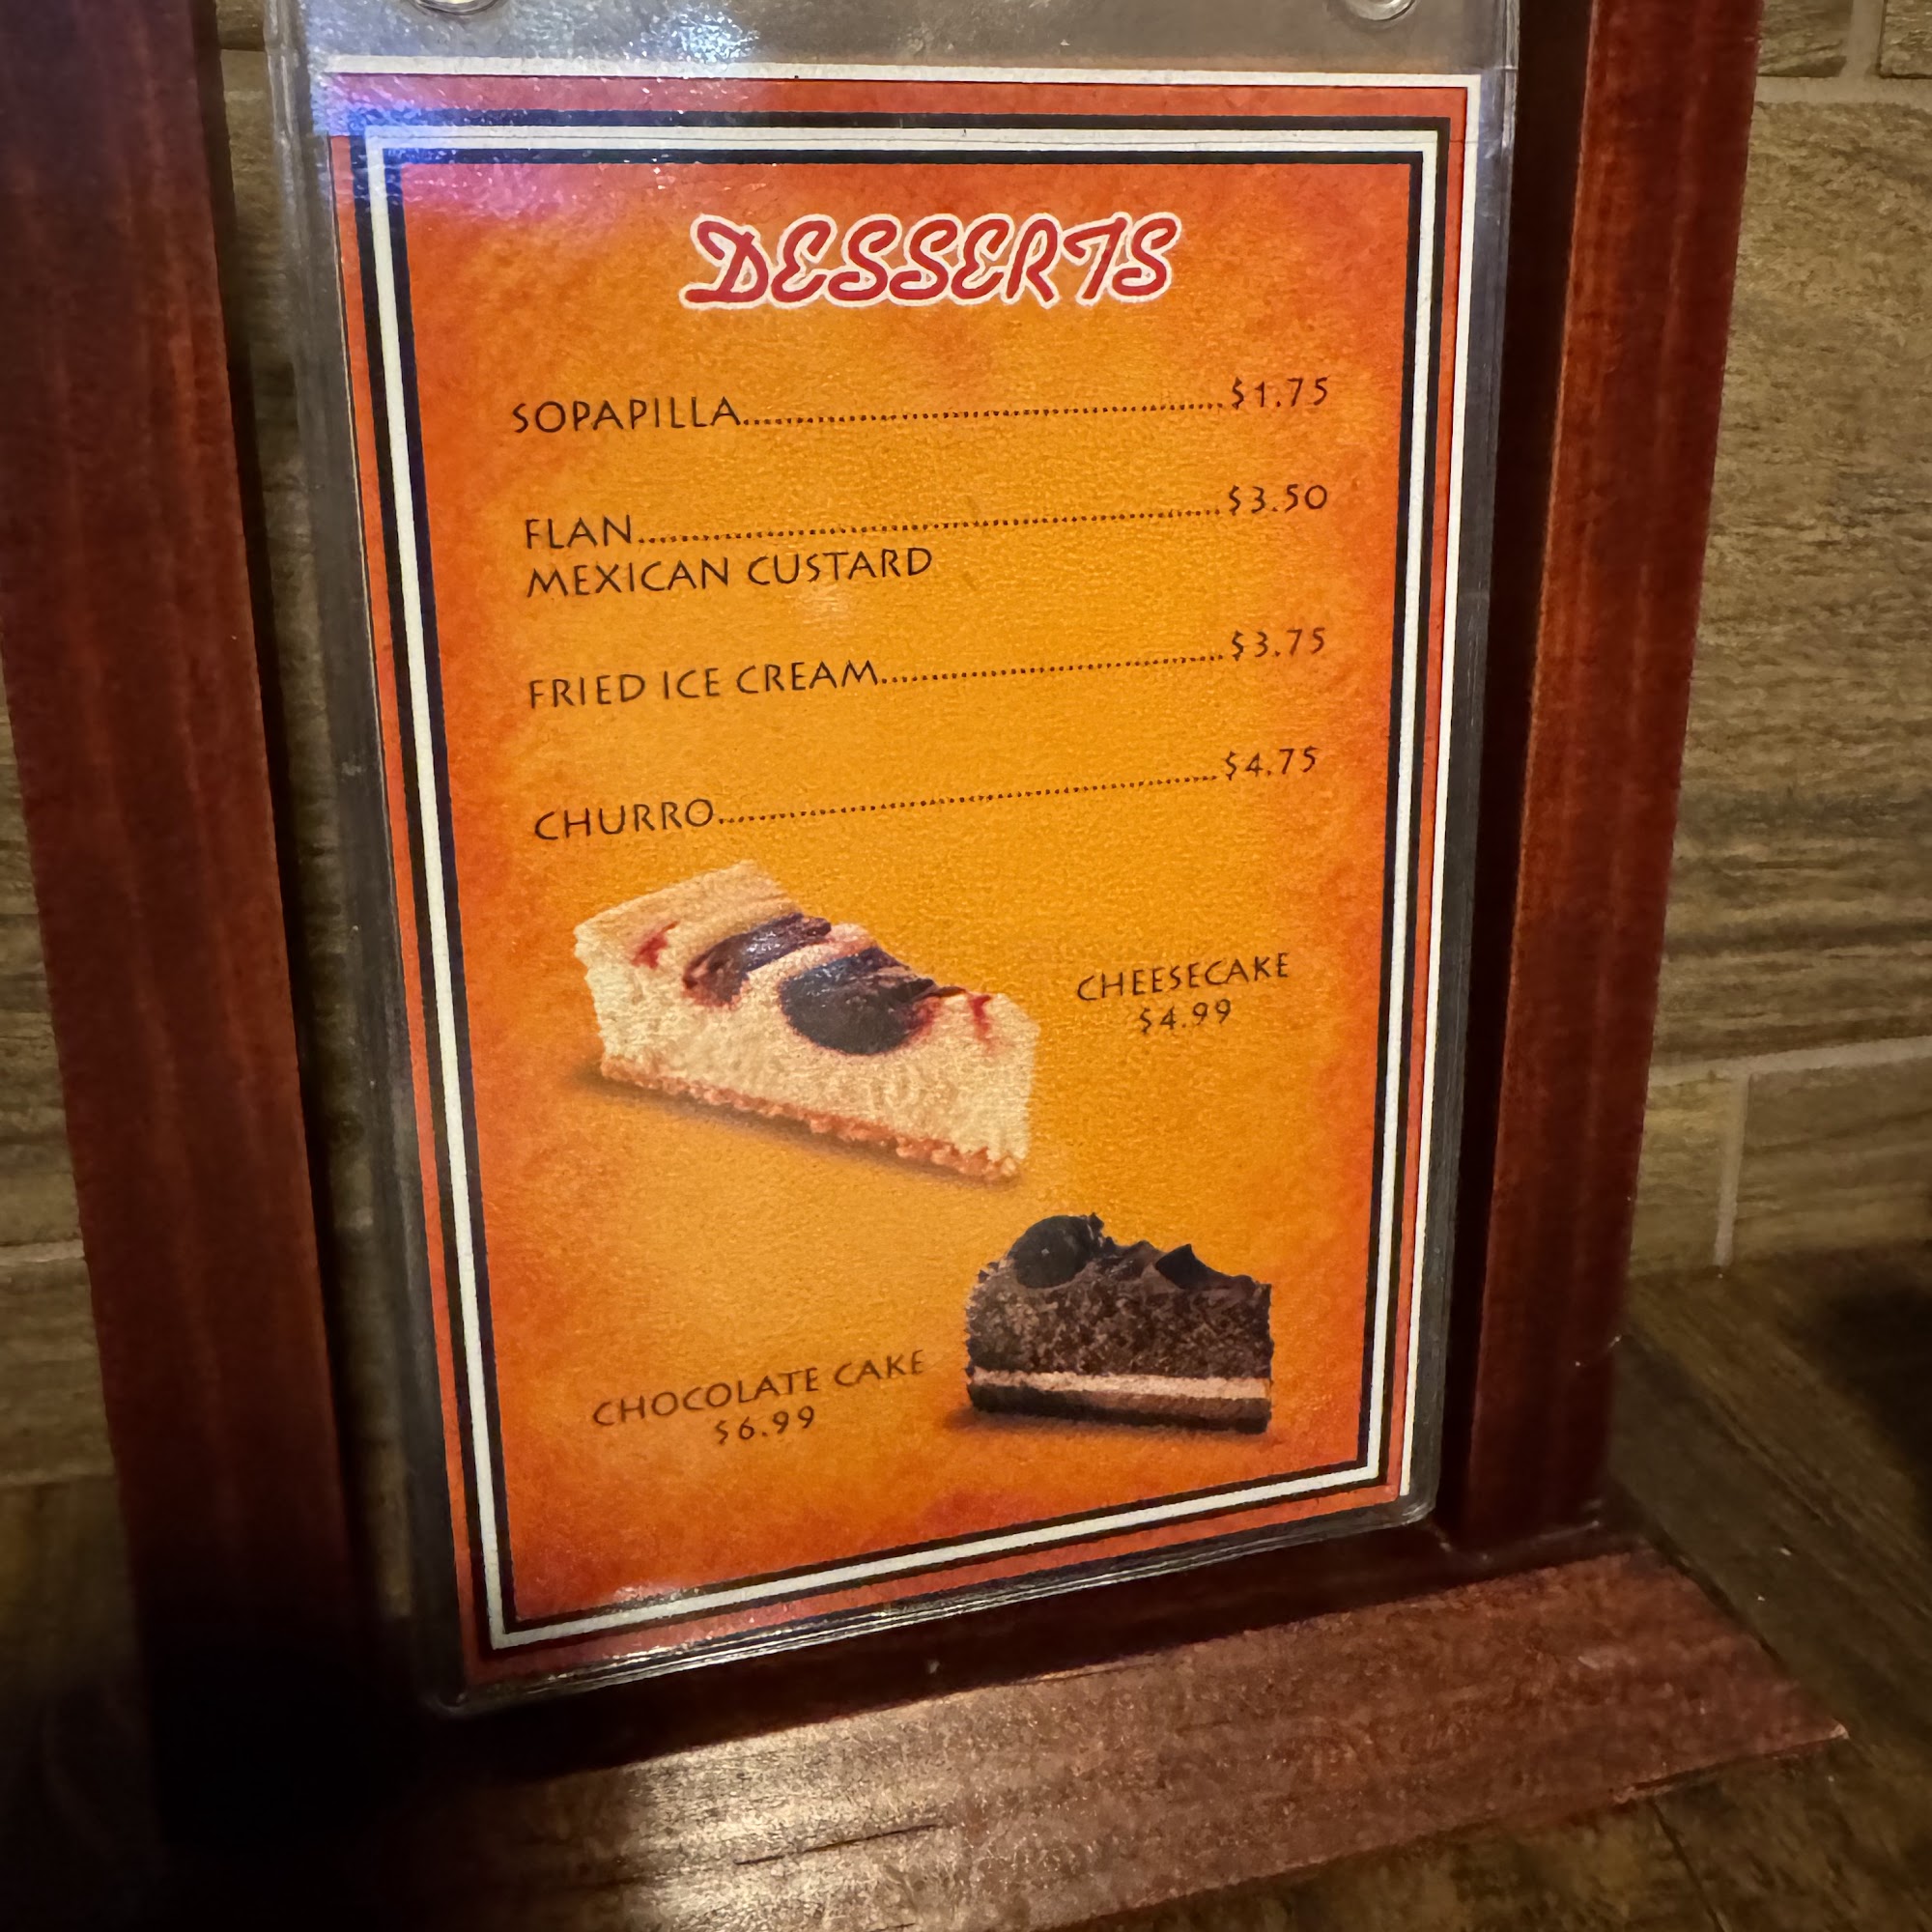 DESSERTS
SOPAPILLA..........$1.75
FLAN..........$3.50
MEXICAN CUSTARD
FRIED ICE CREAM..........$3.75
CHURRO..........$4.75
CHEESECAKE
$4.99
CHOCOLATE CAKE
$6.99